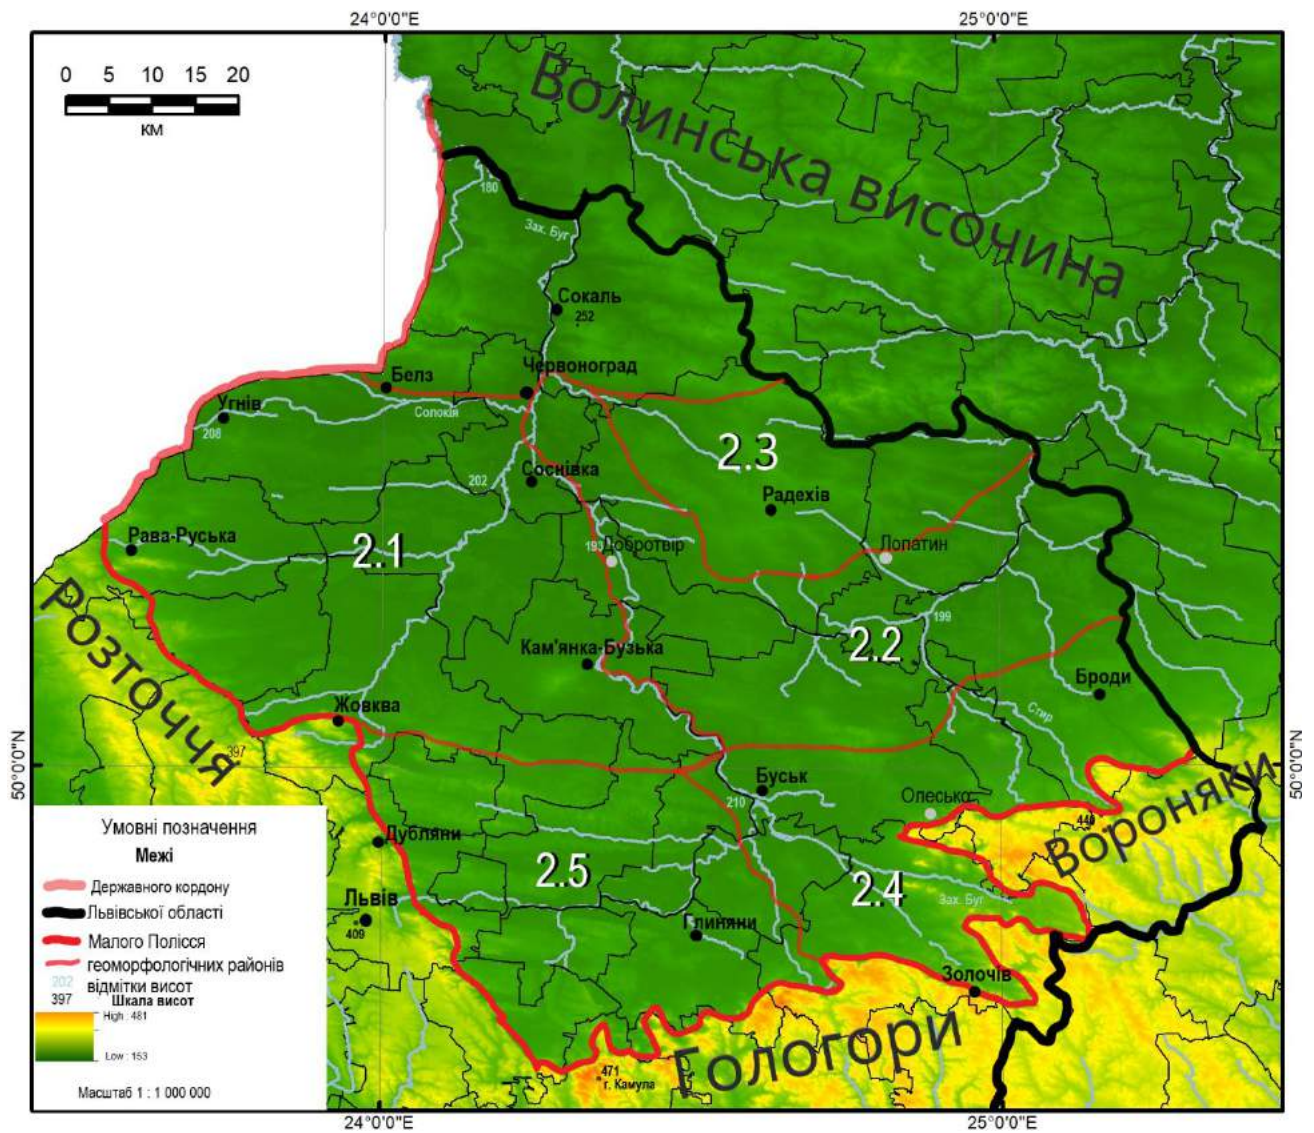 24°0'0"E
25°0'0"E
0 5 10 15 20
км
Волинська височина
180
Зах. Буг
Сокаль
252
Червоноград
Белз
Солокія
Угнів
208
2.3
Соснівка
202
Радехів
Рава-Руська
2.1
193
Добротвір
Лопатин
Розточчя
199
2.2
Кам'янка-Бузька
Броди
Стир
Жовква
397
50°0'0"N
50°0'0"N
Буськ
210
Олесько
Вороняки
Дубляни
2.5
2.4
Зах. Буг
Львів
409
Глиняни
Золочів
Гологори
471
г. Камула
Умовні позначення
Межі
Державного кордону
Львівської області
Малого Полісся
геоморфологічних районів
202
відмітки висот
397
Шкала висот
High : 481
Low : 153
Масштаб 1 : 1 000 000
24°0'0"E
25°0'0"E